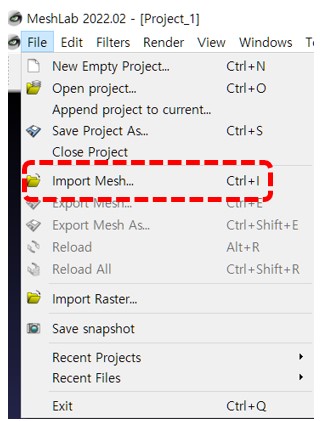 MeshLab 2022.02 - [Project_1]
File Edit Filters Render View Windows
New Empty Project... Ctrl+N
Open project... Ctrl+O
Append project to current...
Save Project As... Ctrl+S
Close Project
Import Mesh... Ctrl+I
Export Mesh... Ctrl+E
Export Mesh As... Ctrl+Shift+E
Reload Alt+R
Reload All Ctrl+Shift+R
Import Raster...
Save snapshot
Recent Projects
Recent Files
Exit Ctrl+Q